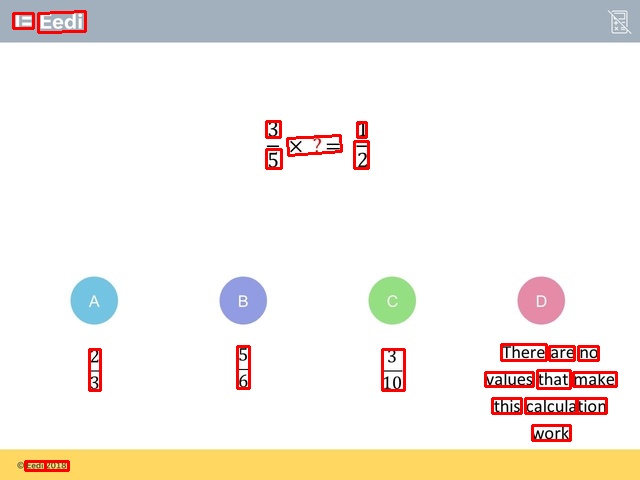 Eedi
3/5 × ? = 1/2
A
B
C
D
2/3
5/6
3/10
There are no
values that make
this calculation
work
© Eedi 2018